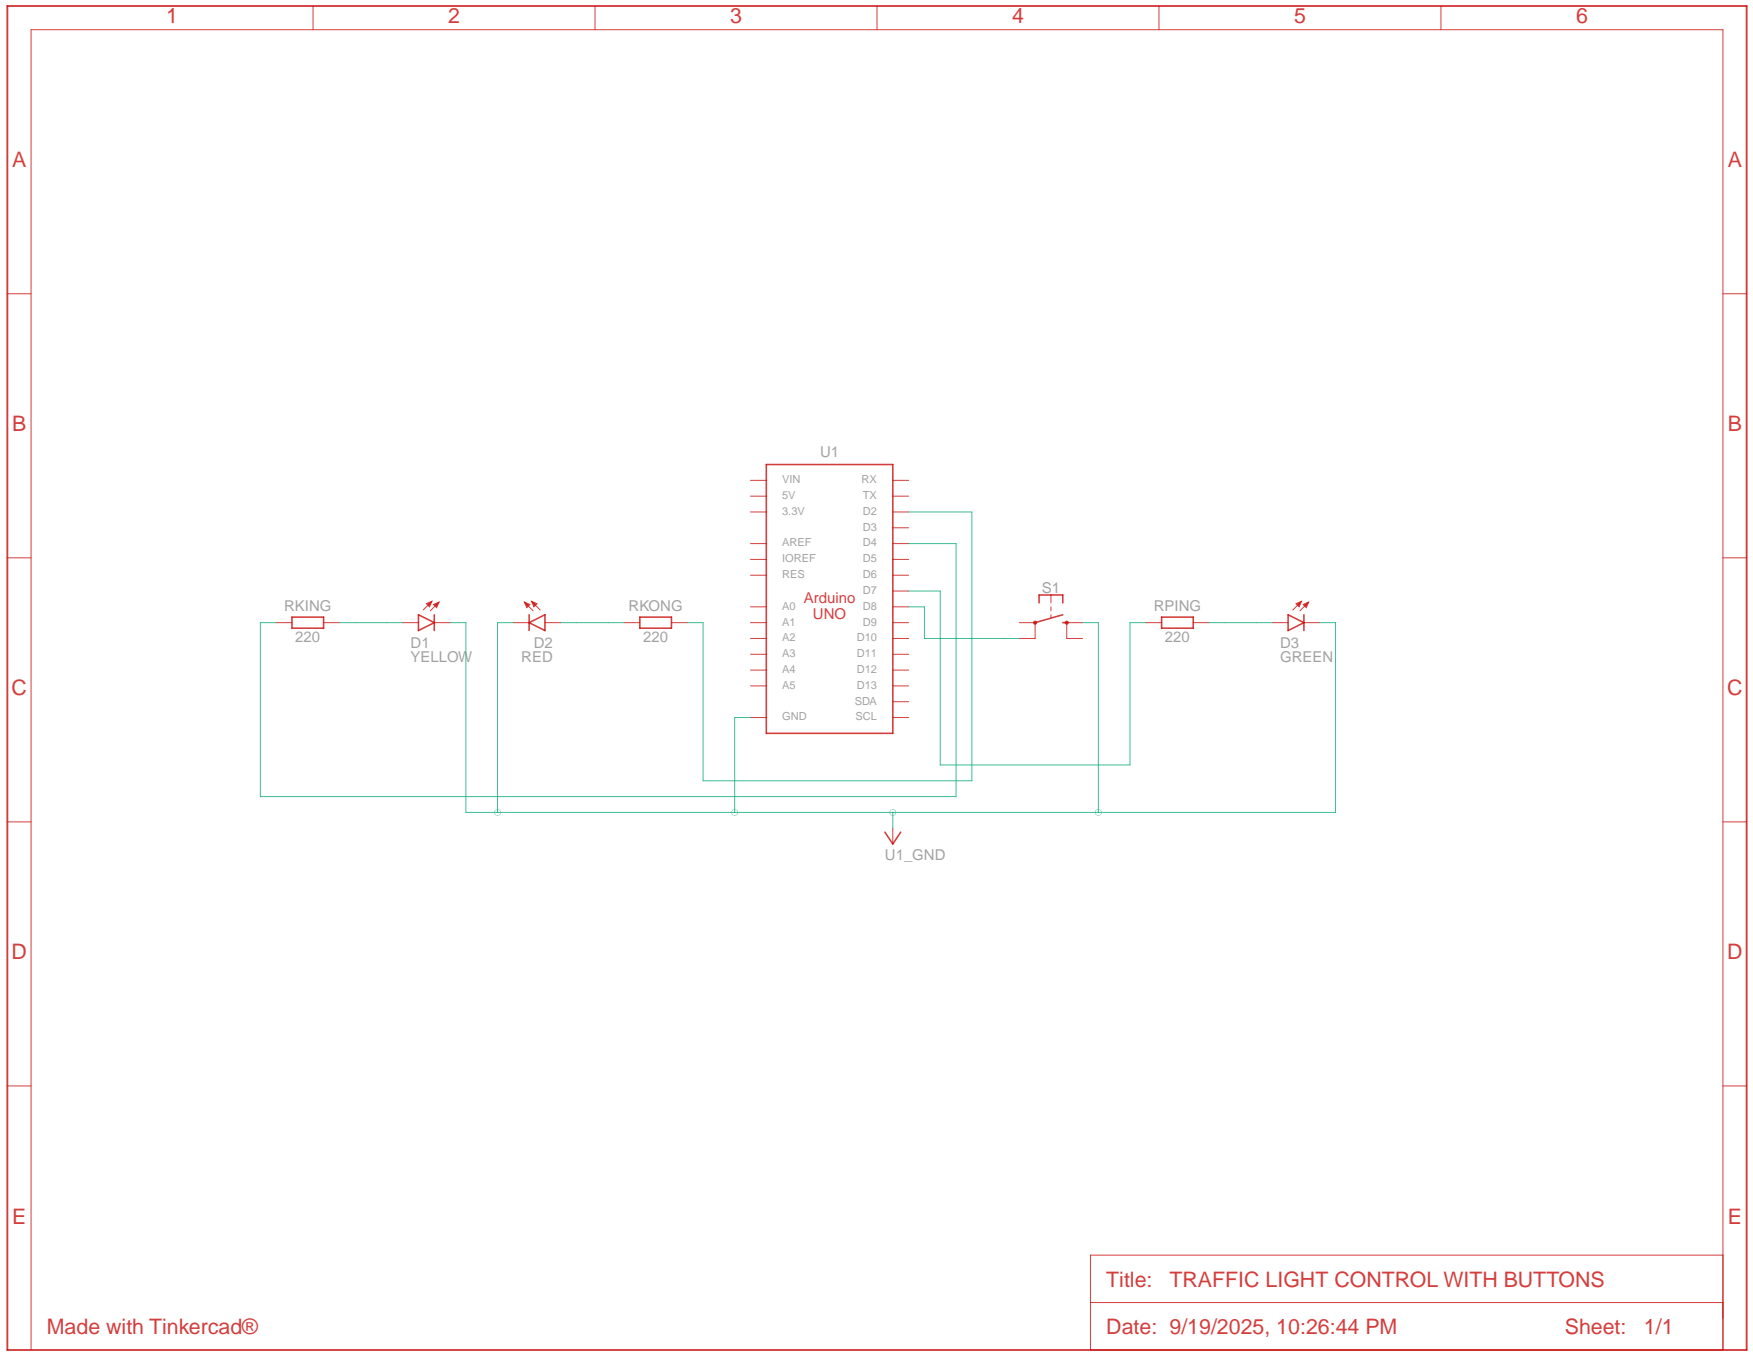 1 2 3 4 5 6
A A
B B
U1
VIN RX
5V TX
3.3V D2
D3
AREF D4
IOREF D5
RES D6
D7
A0 D8
A1 D9
A2 D10
A3 D11
A4 D12
A5 D13
SDA
GND SCL
Arduino
UNO
RKING
220
D1
YELLOW
D2
RED
RKONG
220
S1
RPING
220
D3
GREEN
C C
U1_GND
D D
E E
Title: TRAFFIC LIGHT CONTROL WITH BUTTONS
Made with Tinkercad®
Date: 9/19/2025, 10:26:44 PM Sheet: 1/1